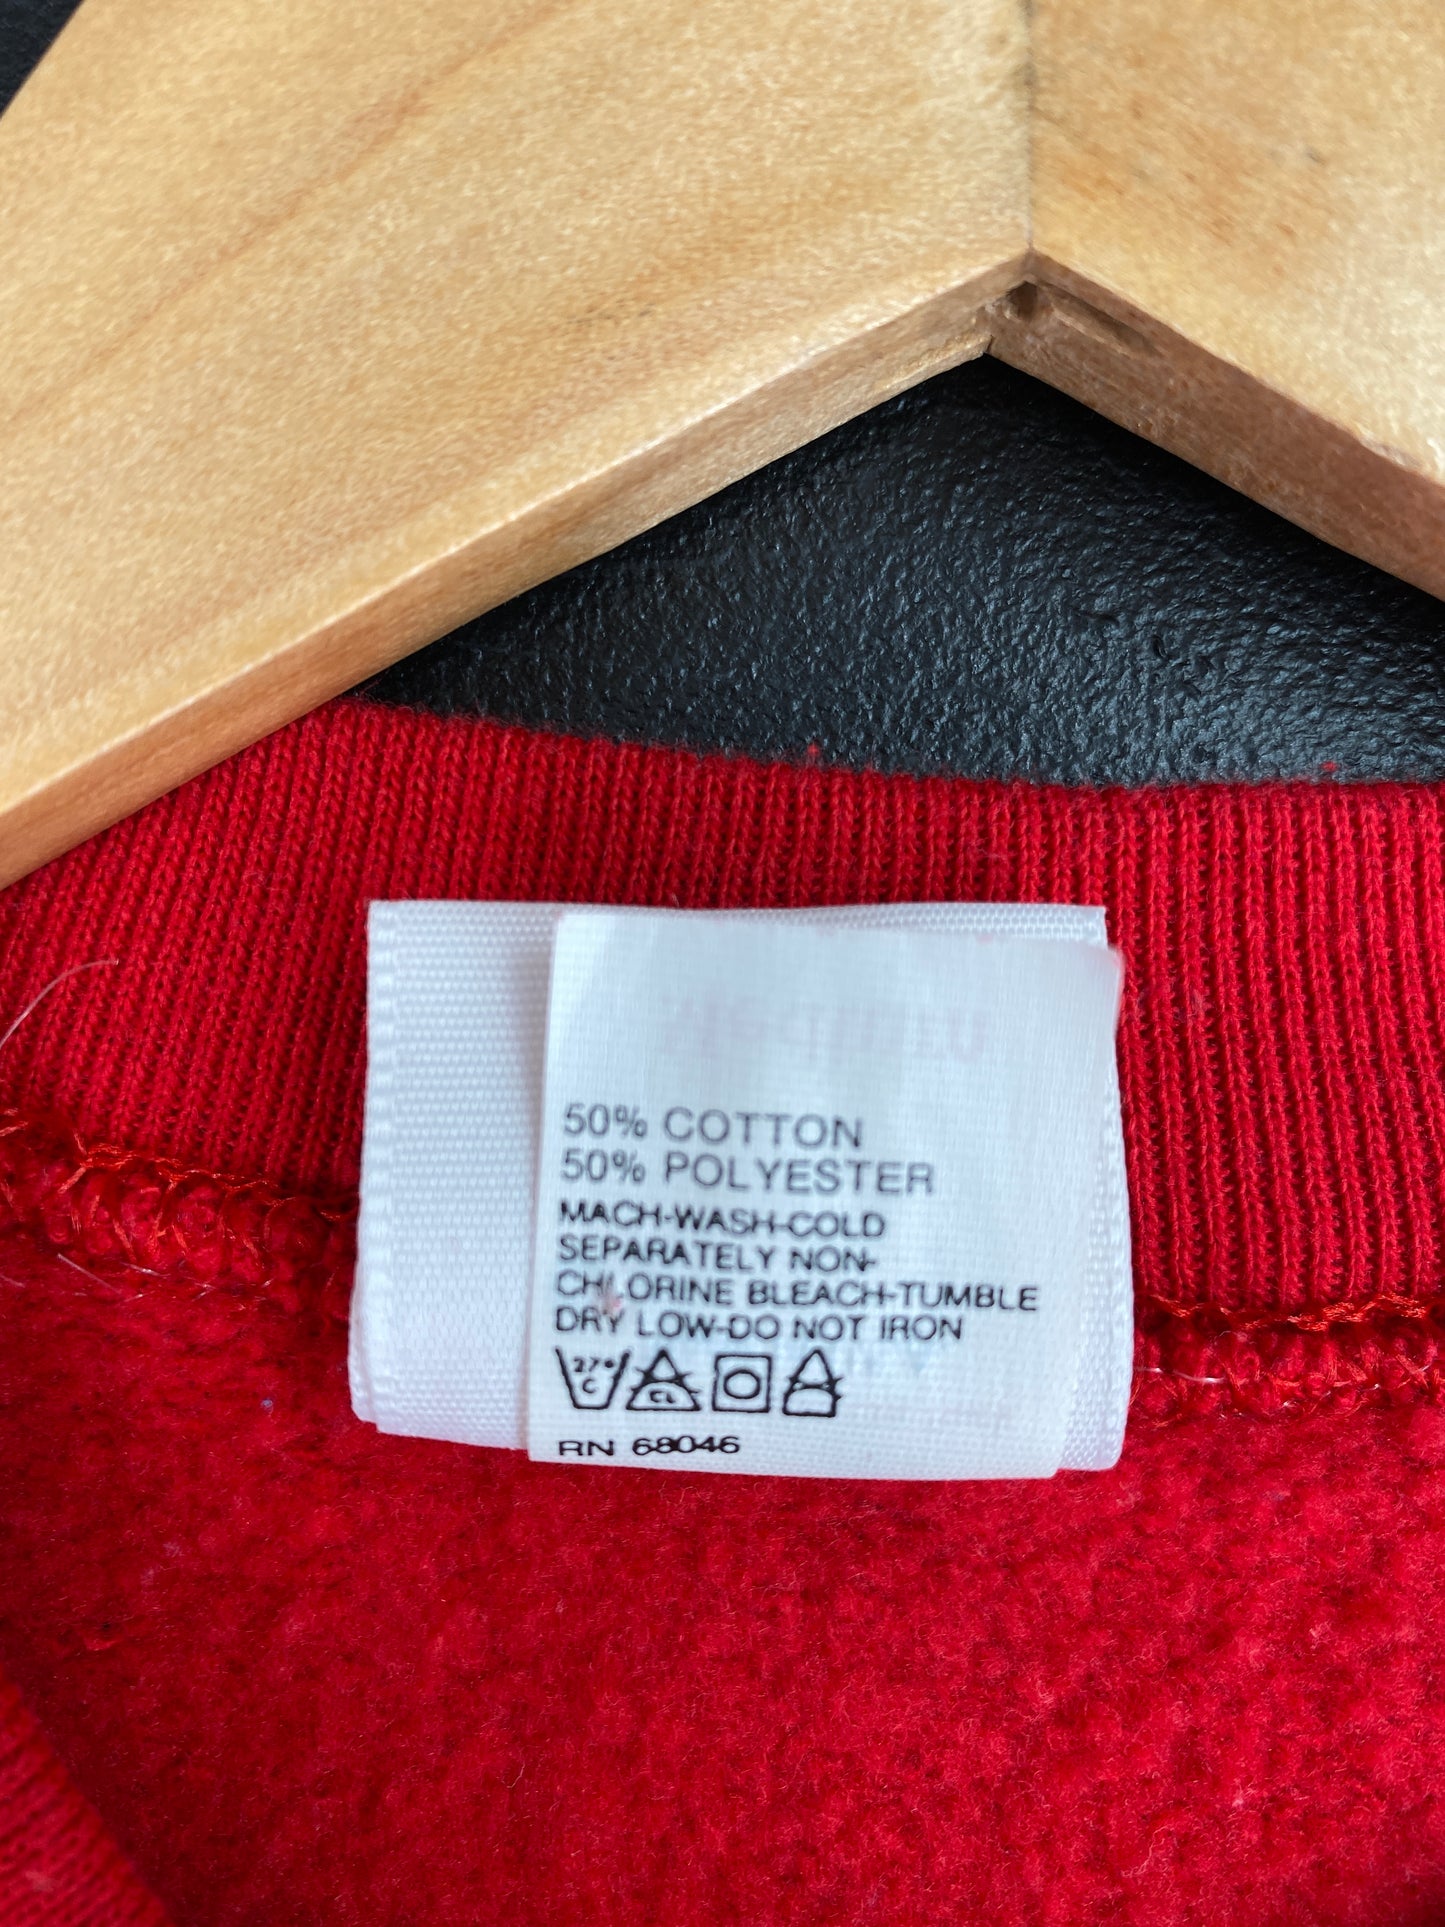 50% COTTON
50% POLYESTER
MACH-WASH-COLD
SEPARATELY NON-
CHLORINE BLEACH-TUMBLE
DRY LOW-DO NOT IRON
27° C CL
RN 68046